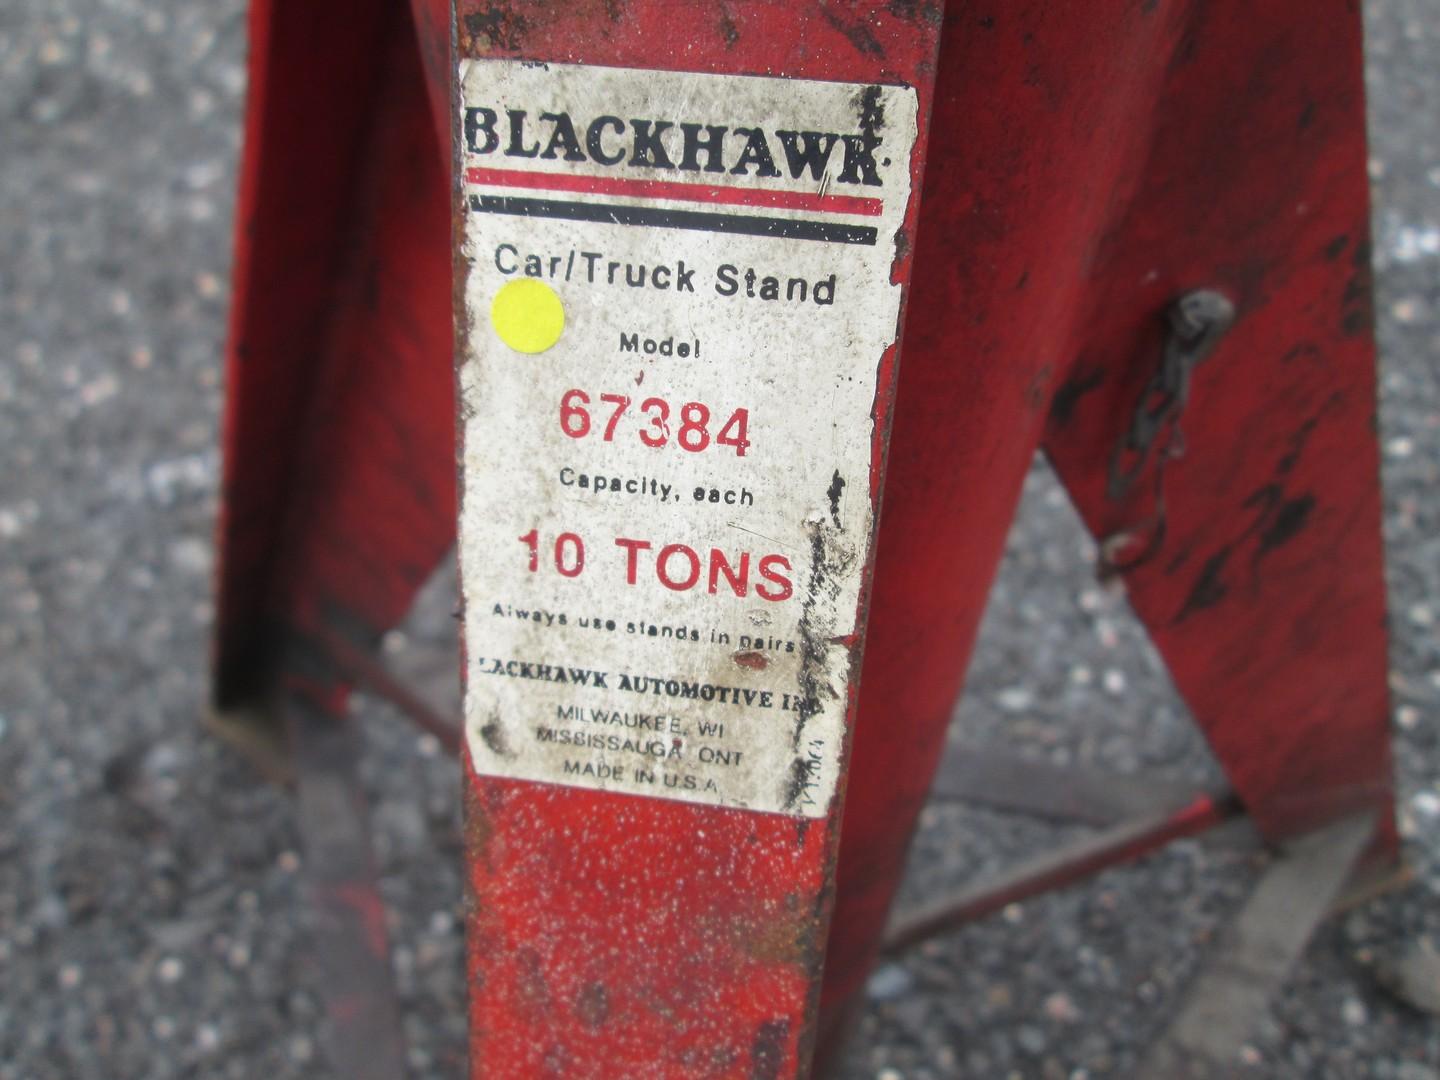 BLACKHAWK
Car/Truck Stand
Model
67384
Capacity, each
10 TONS
Always use stands in pairs
LACKHAWK AUTOMOTIVE IN
MILWAUKEE, WI
MISSISSAUGA ONT
MADE IN U.S.A